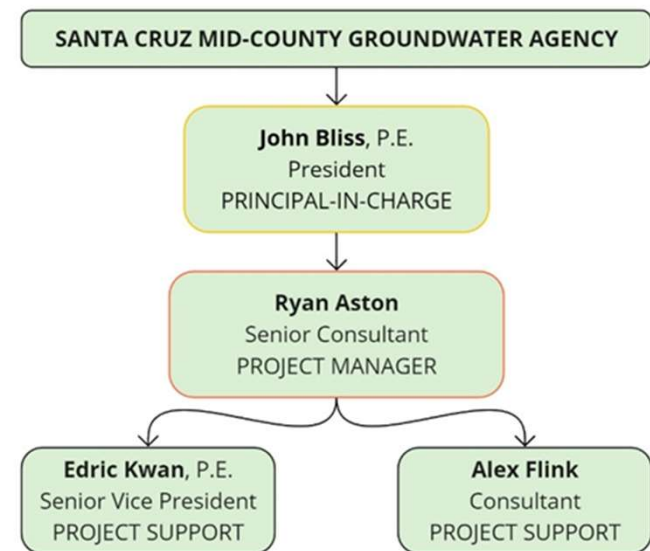 SANTA CRUZ MID-COUNTY GROUNDWATER AGENCY
John Bliss, P.E.
President
PRINCIPAL-IN-CHARGE
Ryan Aston
Senior Consultant
PROJECT MANAGER
Edric Kwan, P.E.
Senior Vice President
PROJECT SUPPORT
Alex Flink
Consultant
PROJECT SUPPORT